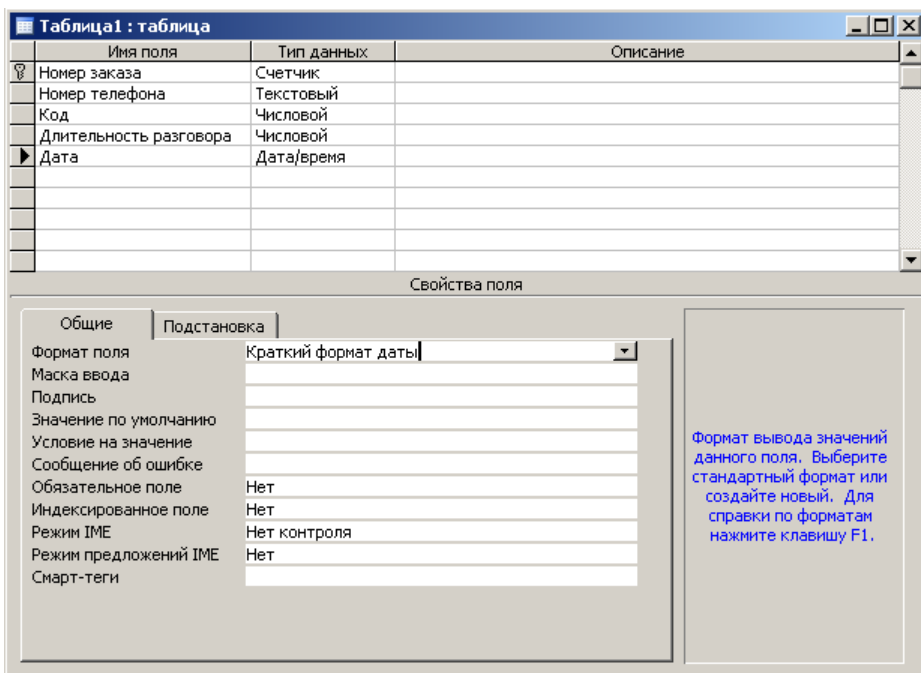 Таблица1 : таблица
Имя поля Тип данных Описание
Номер заказа Счетчик
Номер телефона Текстовый
Код Числовой
Длительность разговора Числовой
Дата Дата/время
Свойства поля
Общие Подстановка
Формат поля Краткий формат даты
Маска ввода
Подпись
Значение по умолчанию
Условие на значение
Сообщение об ошибке
Обязательное поле Нет
Индексированное поле Нет
Режим IME Нет контроля
Режим предложений IME Нет
Смарт-теги
Формат вывода значений
данного поля. Выберите
стандартный формат или
создайте новый. Для
справки по форматам
нажмите клавишу F1.